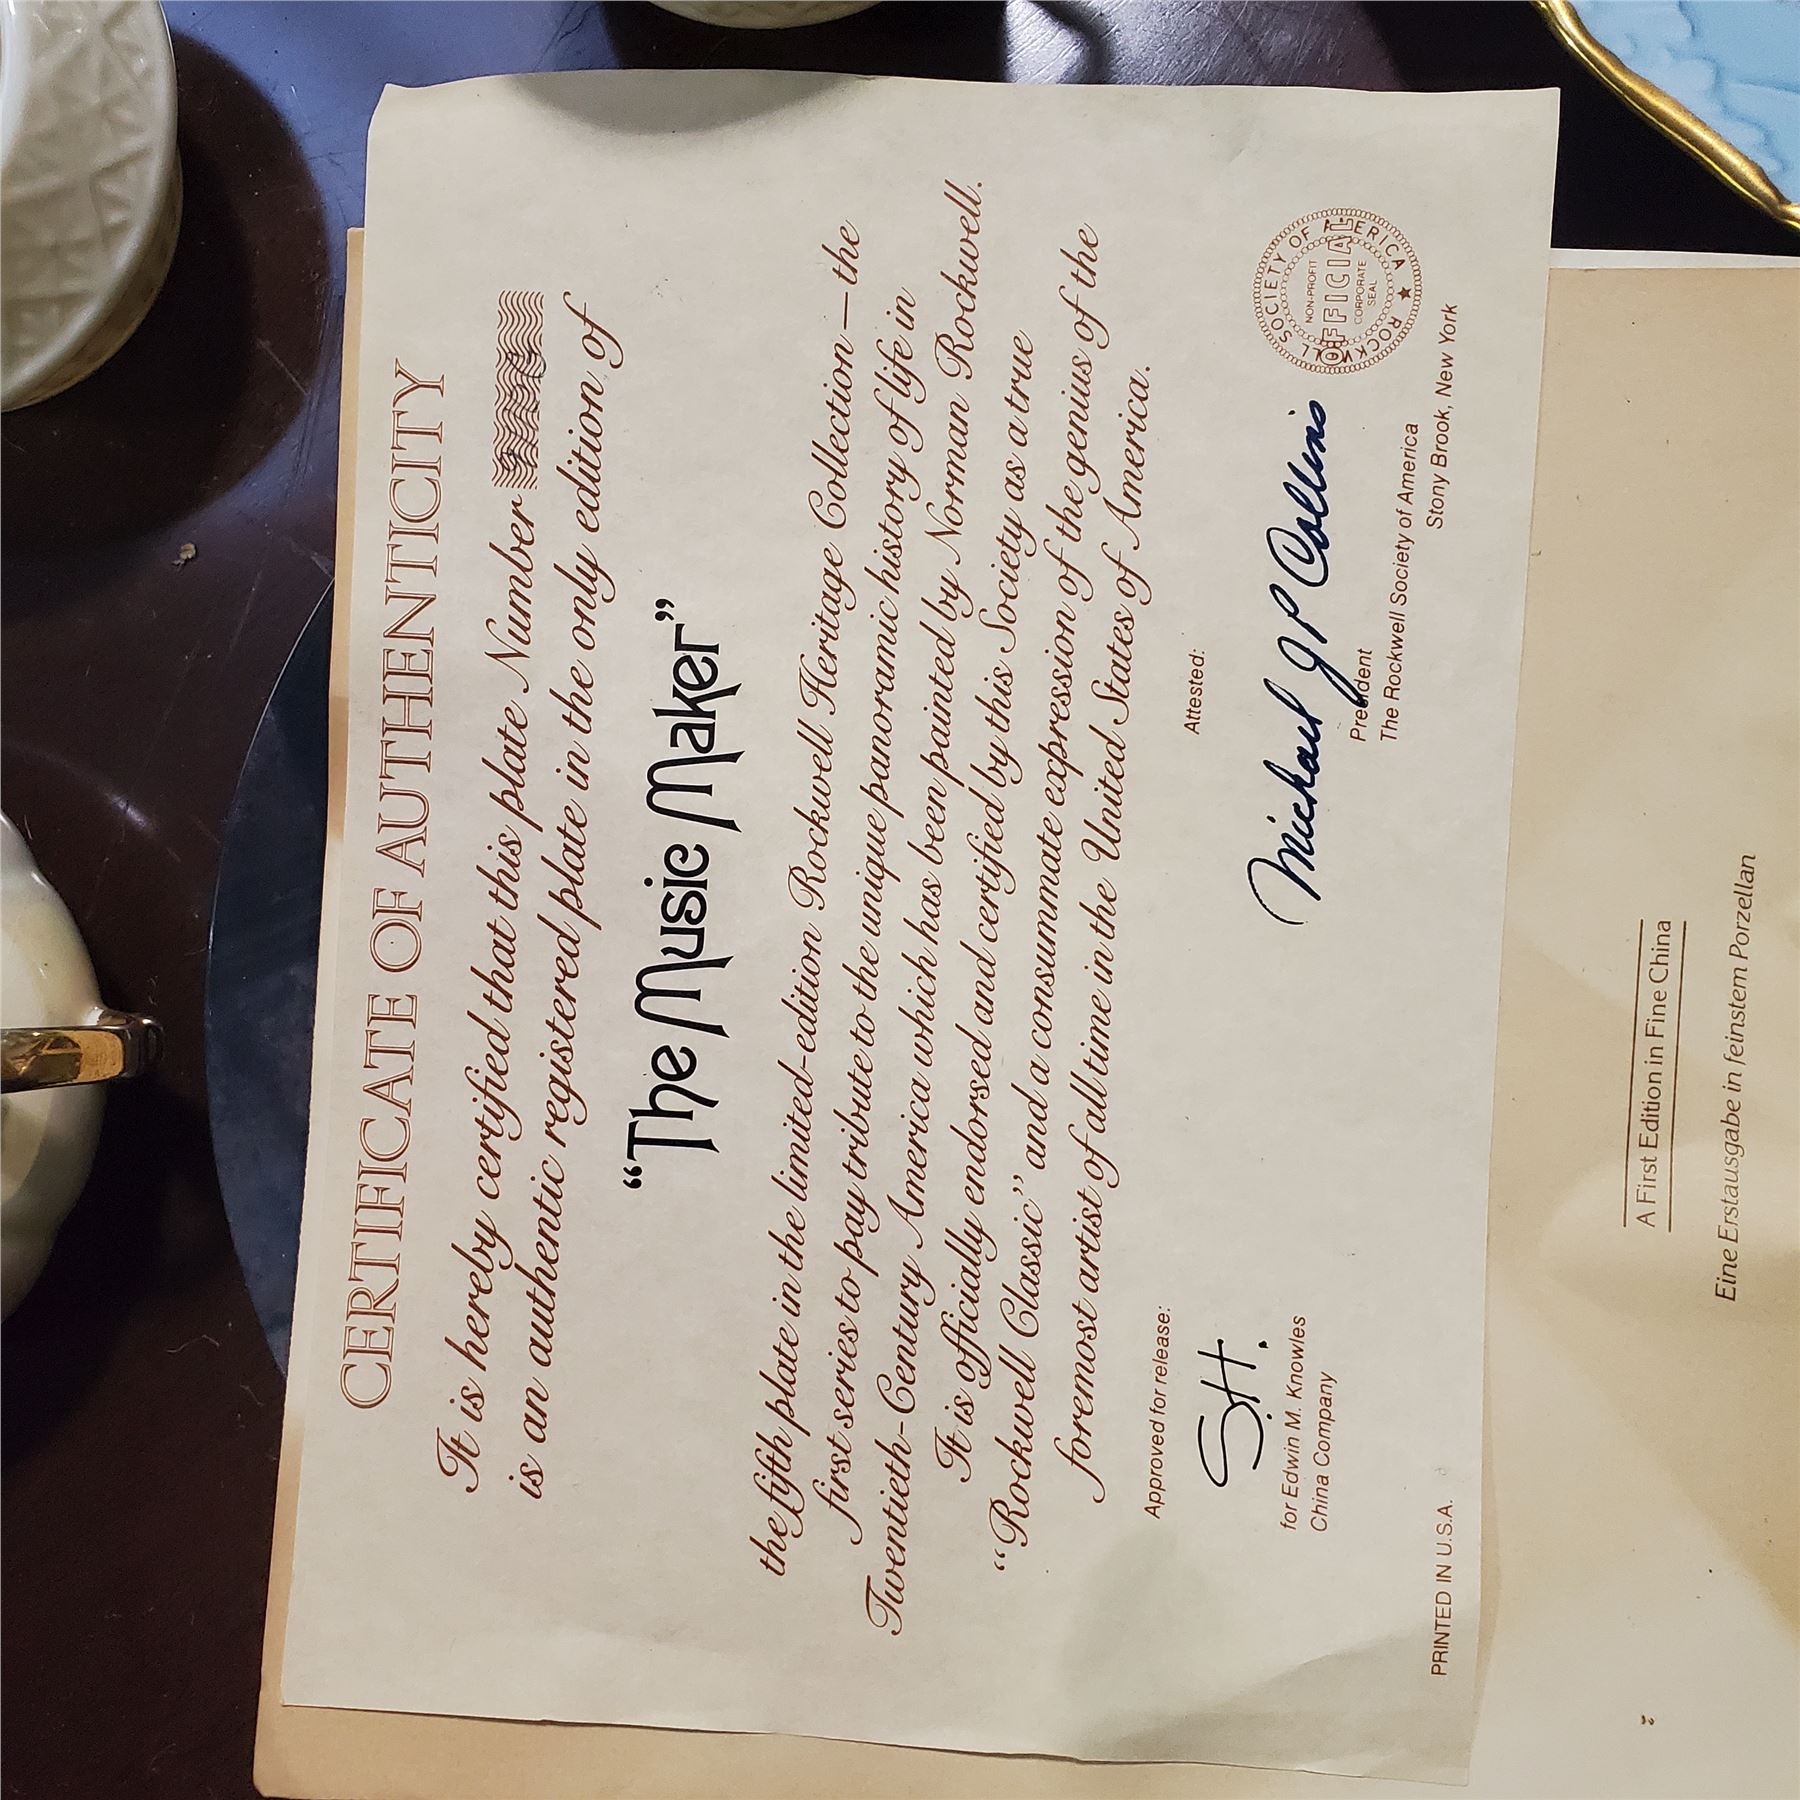 CERTIFICATE OF AUTHENTICITY
It is hereby certified that this plate Number
is an authentic registered plate in the only edition of
“The Music Maker”
the fifth plate in the limited-edition Rockwell Heritage Collection—the
first series to pay tribute to the unique panoramic history of life in
Twentieth-Century America which has been painted by Norman Rockwell.
It is officially endorsed and certified by this Society as a true
“Rockwell Classic” and a consummate expression of the genius of the
foremost artist of all time in the United States of America.
Approved for release:
S.H.
for Edwin M. Knowles
China Company
Attested:
Michael J P Collins
President
The Rockwell Society of America
Stony Brook, New York
ROCKWELL SOCIETY OF AMERICA ★
NON-PROFIT
OFFICIAL
CORPORATE
SEAL
PRINTED IN U.S.A.
A First Edition in Fine China
Eine Erstausgabe in feinstem Porzellan
2